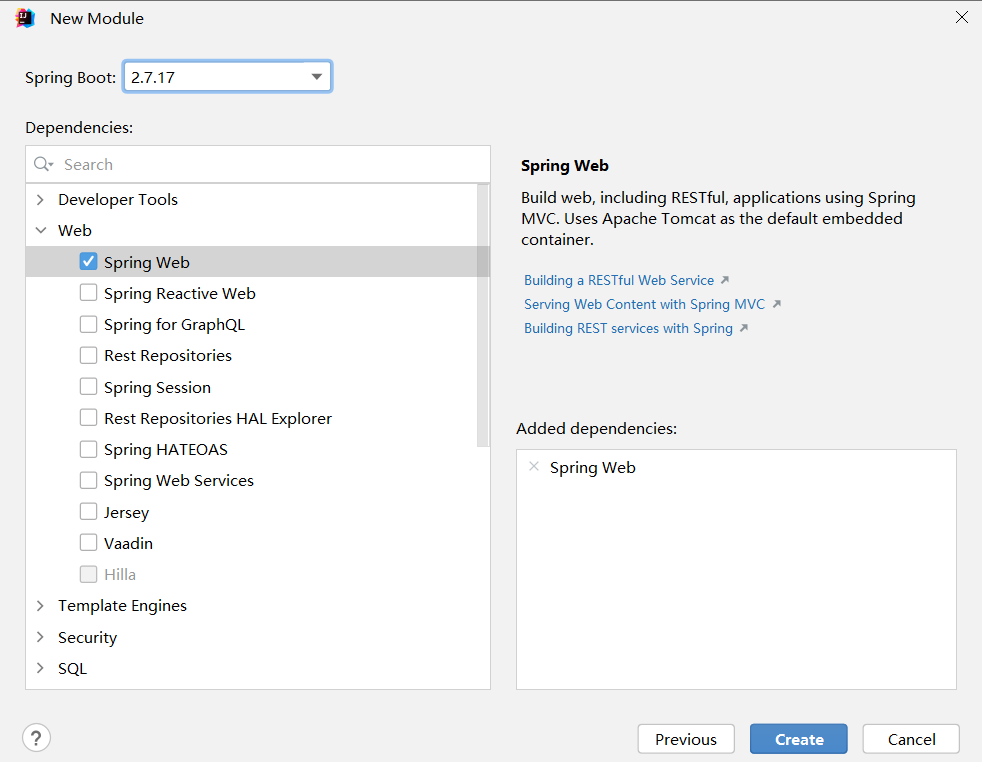 New Module
Spring Boot: 2.7.17
Dependencies:
Search
Developer Tools
Web
Spring Web
Spring Reactive Web
Spring for GraphQL
Rest Repositories
Spring Session
Rest Repositories HAL Explorer
Spring HATEOAS
Spring Web Services
Jersey
Vaadin
Hilla
Template Engines
Security
SQL
Spring Web
Build web, including RESTful, applications using Spring
MVC. Uses Apache Tomcat as the default embedded
container.
Building a RESTful Web Service
Serving Web Content with Spring MVC
Building REST services with Spring
Added dependencies:
Spring Web
?
Previous
Create
Cancel